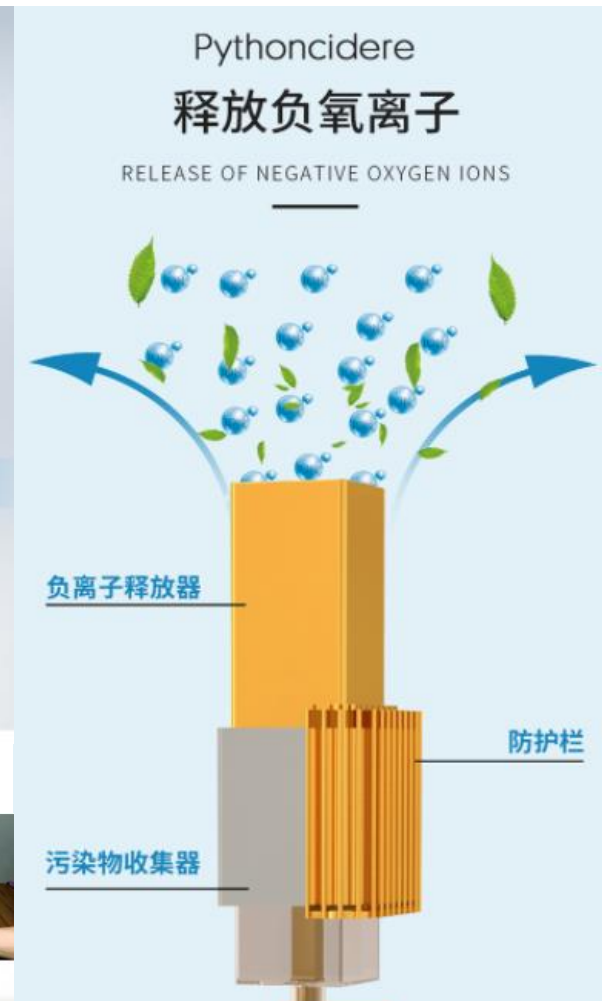 Pythoncidere
释放负氧离子
RELEASE OF NEGATIVE OXYGEN IONS
负离子释放器
防护栏
污染物收集器